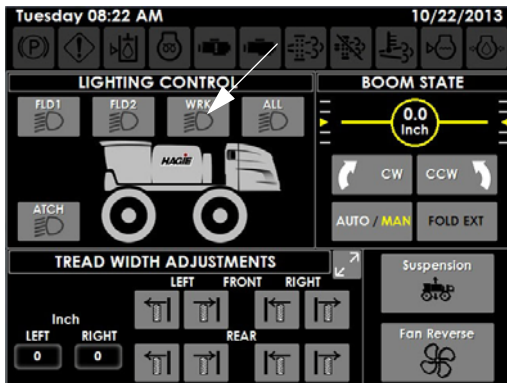 Tuesday 08:22 AM 10/22/2013
LIGHTING CONTROL
FLD1 FLD2 WRK ALL
HAGIE
ATCH
BOOM STATE
0.0
Inch
CW CCW
AUTO / MAN FOLD EXT
TREAD WIDTH ADJUSTMENTS
LEFT FRONT RIGHT
Inch
LEFT RIGHT
REAR
0 0
Suspension
Fan Reverse